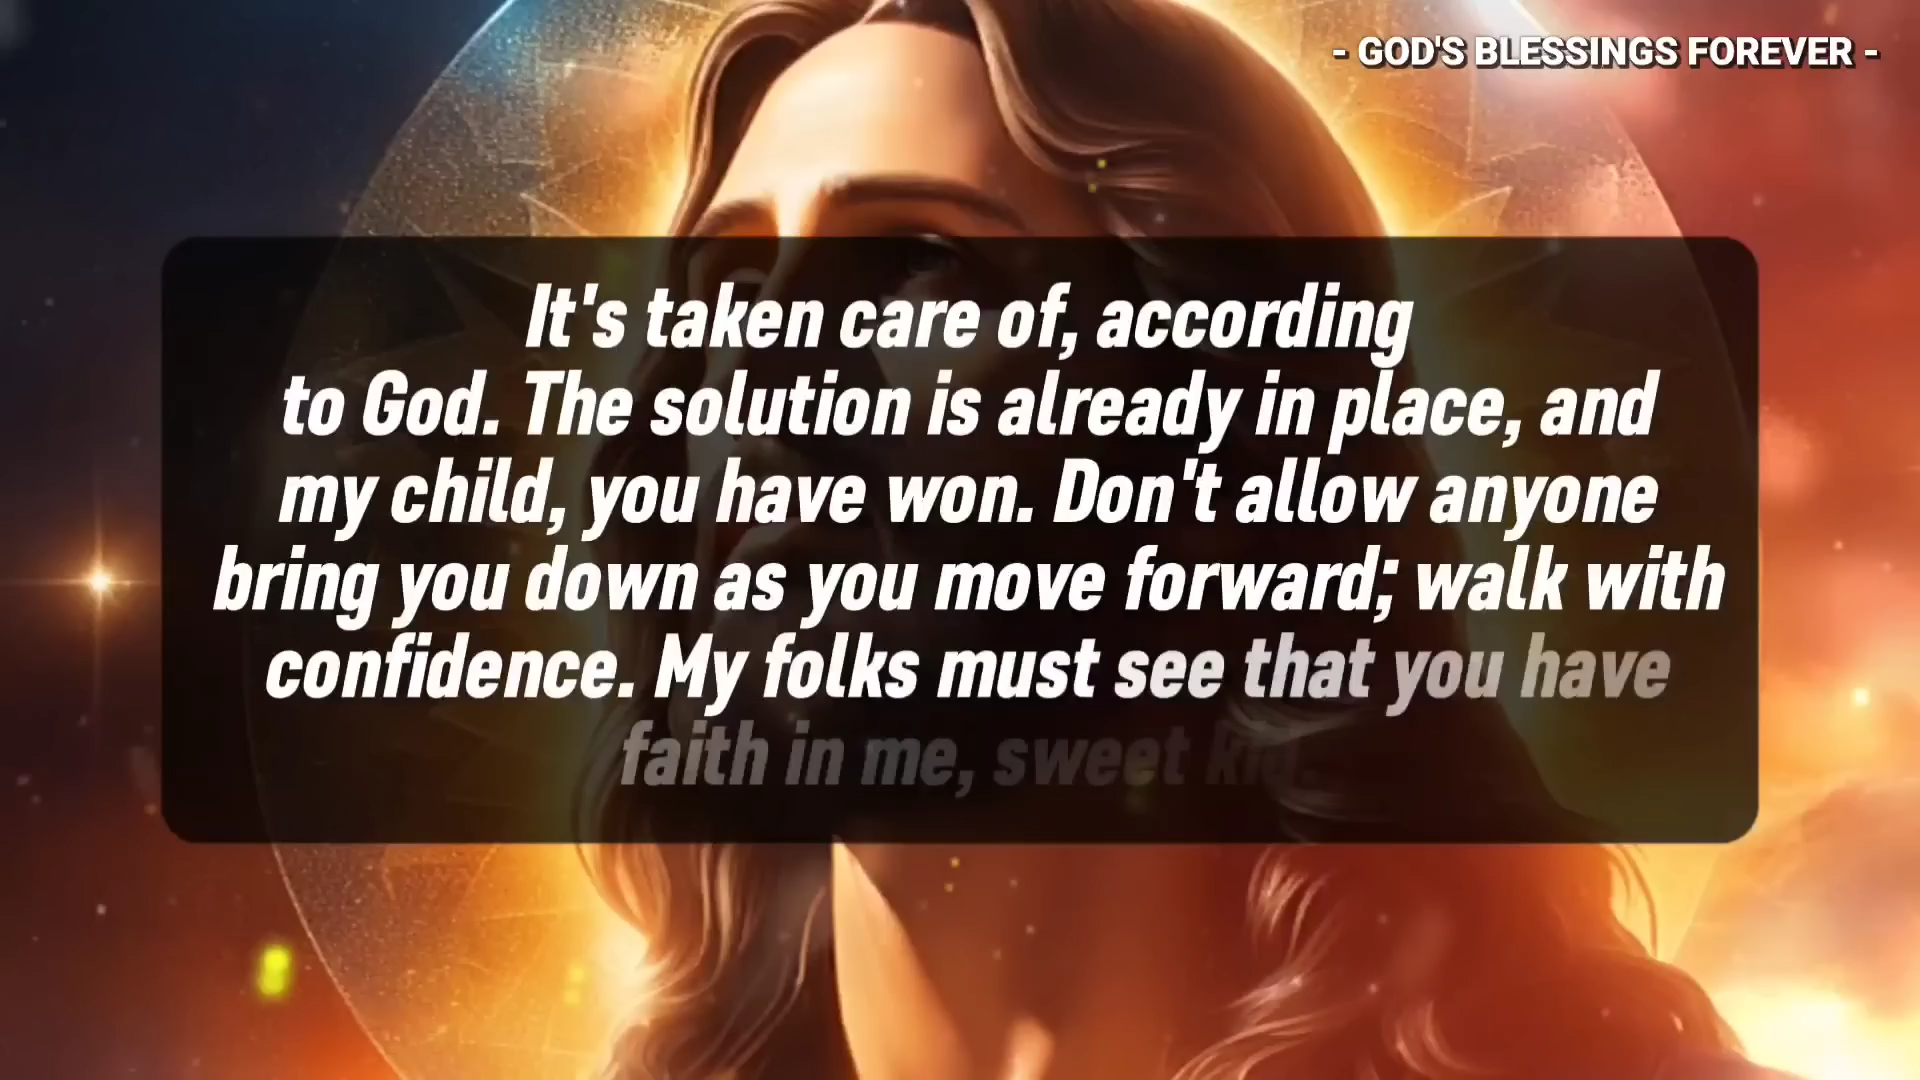 - GOD'S BLESSINGS FOREVER -
It's taken care of, according
to God. The solution is already in place, and
my child, you have won. Don't allow anyone
bring you down as you move forward; walk with
confidence. My folks must see that you have
faith in me, sweet kid.